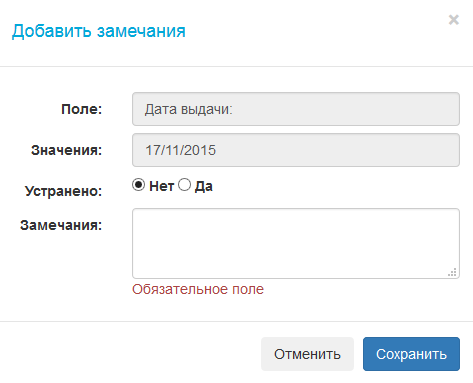 Добавить замечания
×
Поле: Дата выдачи:
Значения: 17/11/2015
Устранено: Нет Да
Замечания:
Обязательное поле
Отменить Сохранить